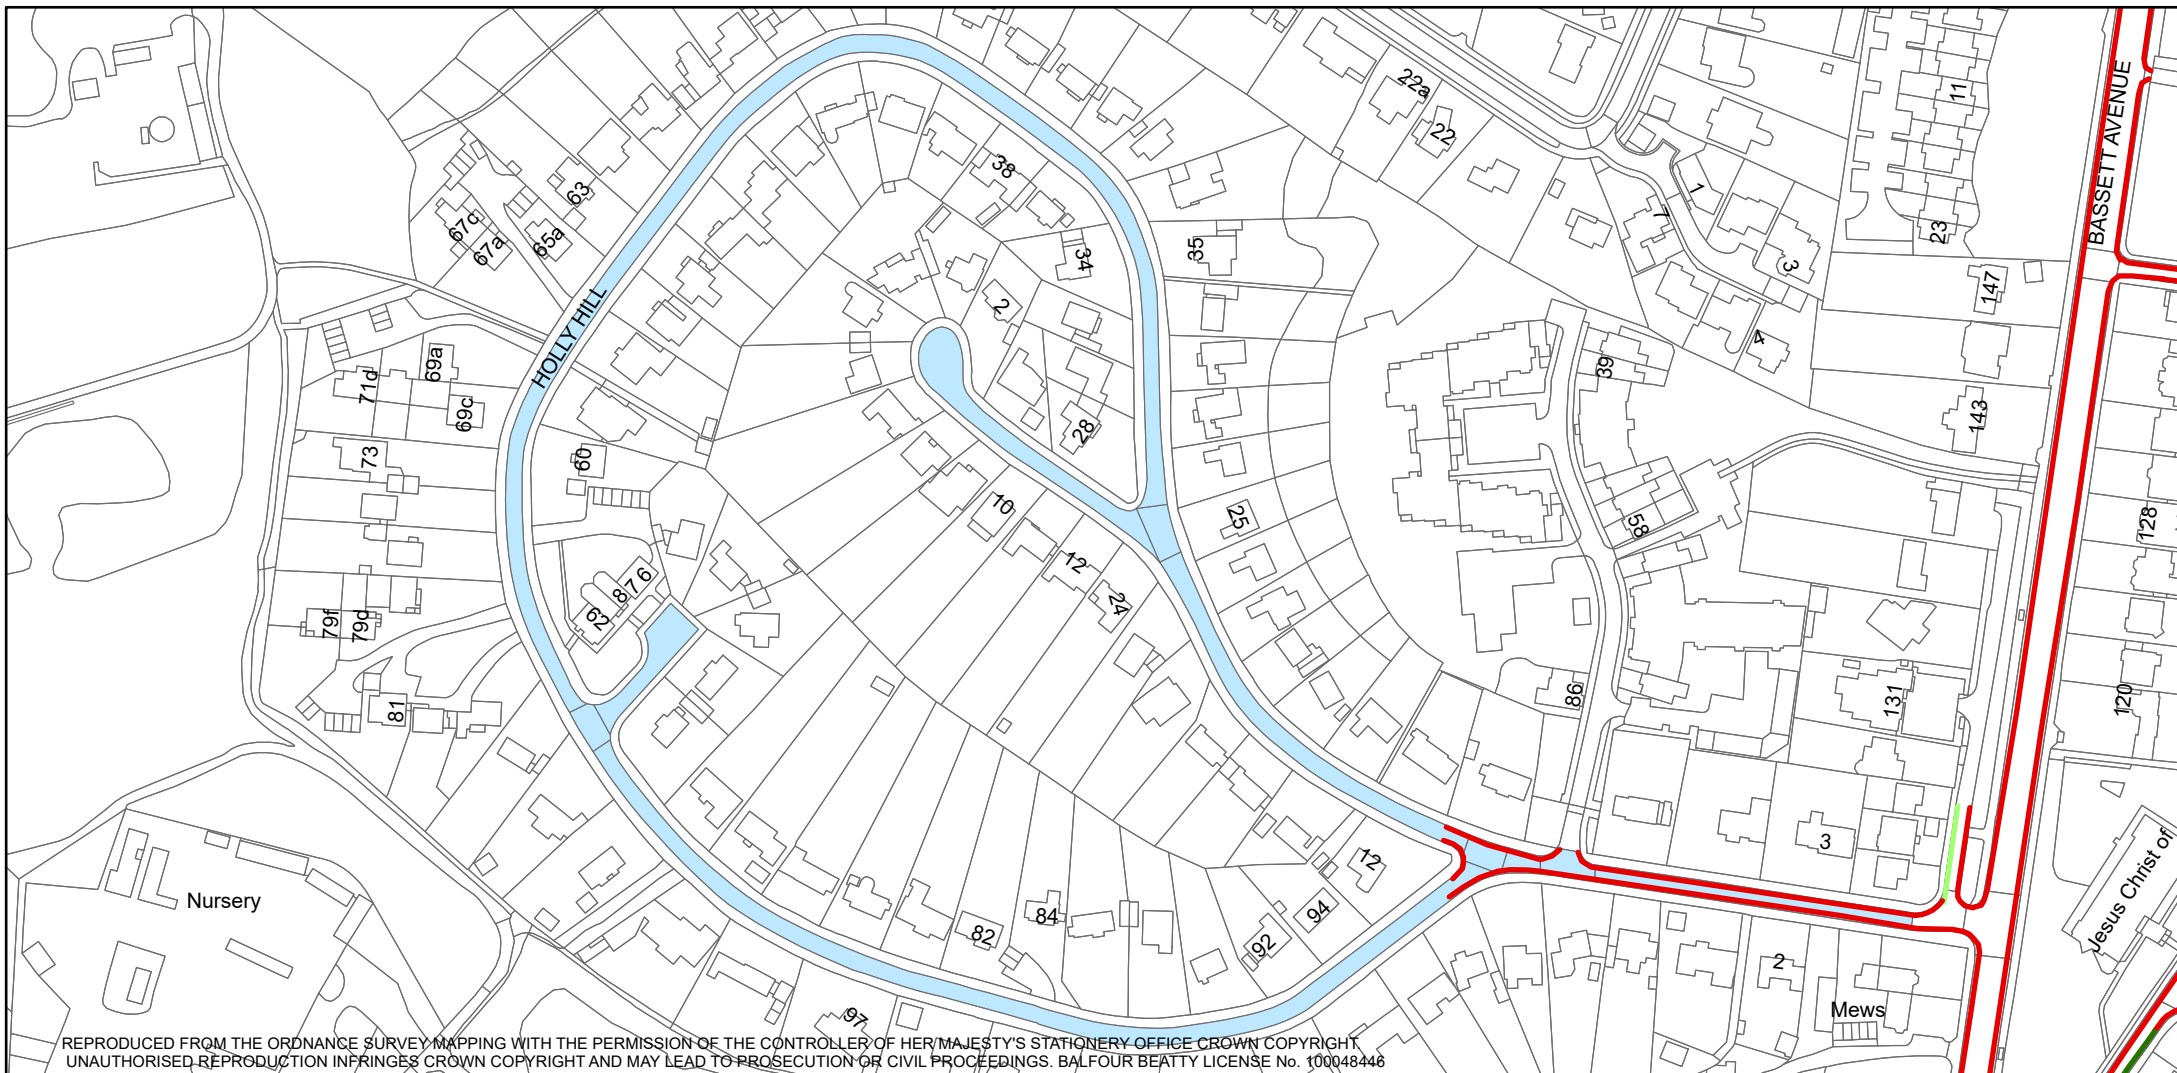 22a
22
11
BASSETT AVENUE
38
1
7
3
23
63
67c
67a
65a
34
35
147
2
HOLLY HILL
4
39
69a
71d
69c
143
28
73
60
10
25
58
128
12
24
8 7 6
62
79f
79d
81
86
131
120
3
12
Jesus Christ of
Nursery
84
82
94
92
2
97
Mews
REPRODUCED FROM THE ORDNANCE SURVEY MAPPING WITH THE PERMISSION OF THE CONTROLLER OF HER MAJESTY'S STATIONERY OFFICE CROWN COPYRIGHT
UNAUTHORISED REPRODUCTION INFRINGES CROWN COPYRIGHT AND MAY LEAD TO PROSECUTION OR CIVIL PROCEEDINGS. BALFOUR BEATTY LICENSE No. 100048446